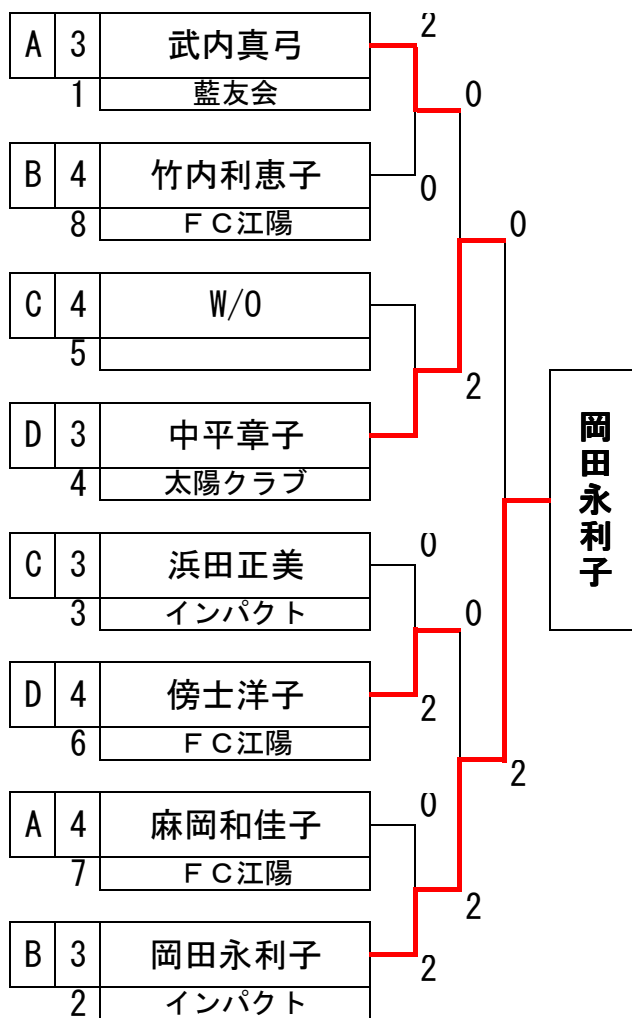 A 3 武内真弓 2
1 藍友会 0
B 4 竹内利恵子 0
8 ＦＣ江陽 0
C 4 W/O
5 2
D 3 中平章子
4 太陽クラブ
岡田永利子
C 3 浜田正美 0
3 インパクト 0
D 4 傍士洋子 2
6 ＦＣ江陽 2
A 4 麻岡和佳子 0
7 ＦＣ江陽 2
B 3 岡田永利子 2
2 インパクト